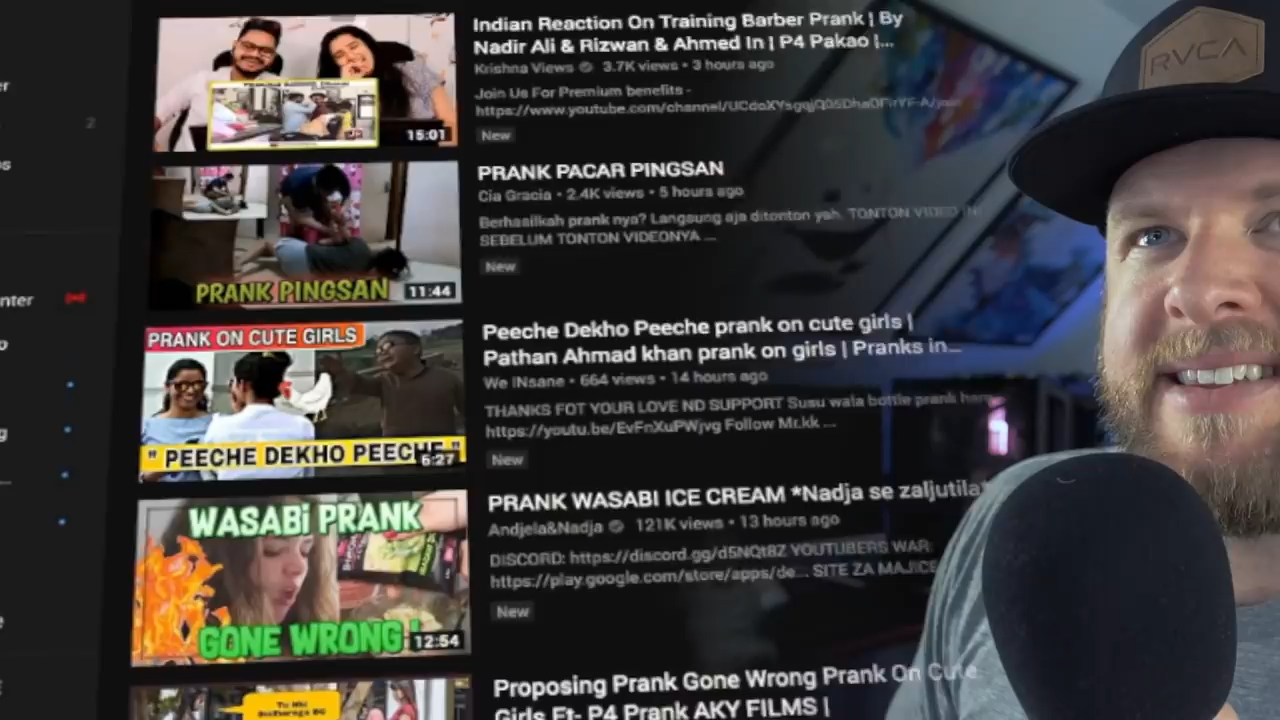 Indian Reaction On Training Barber Prank | By
Nadir Ali & Rizwan & Ahmed In | P4 Pakao |...
Krishna Views • 3.7K views • 3 hours ago
Join Us For Premium benefits -
New
15:01
PRANK PACAR PINGSAN
Cia Gracia • 2.4K views • 5 hours ago
Berhasilkah prank nya? Langsung aja ditonton yah. TONTON VIDEO INI
SEBELUM TONTON VIDEONYA ...
New
PRANK PINGSAN
11:44
PRANK ON CUTE GIRLS
" PEECHE DEKHO PEECHE "
6:27
Peeche Dekho Peeche prank on cute girls |
Pathan Ahmad khan prank on girls | Pranks in...
We INsane • 664 views • 14 hours ago
THANKS FOT YOUR LOVE ND SUPPORT Susu wala bottle prank
https://youtu.be/EvFnXuPWjvg Follow Mr.kk ...
New
WASABi PRANK
GONE WRONG!
12:54
PRANK WASABI ICE CREAM *Nadja se zaljutila*
Andjela&Nadja • 121K views • 13 hours ago
DISCORD: https://discord.gg/d5NQt8Z YOUTUBERS WAR:
https://play.google.com/store/apps/de... SITE ZA MAJICE
New
Proposing Prank Gone Wrong Prank On Cute
Girls Ft- P4 Prank AKY FILMS |
nter
2
RVCA